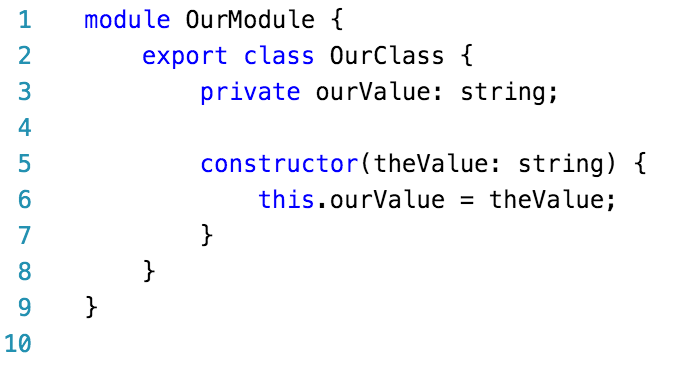 1 module OurModule {
2 export class OurClass {
3 private ourValue: string;
4
5 constructor(theValue: string) {
6 this.ourValue = theValue;
7 }
8 }
9 }
10